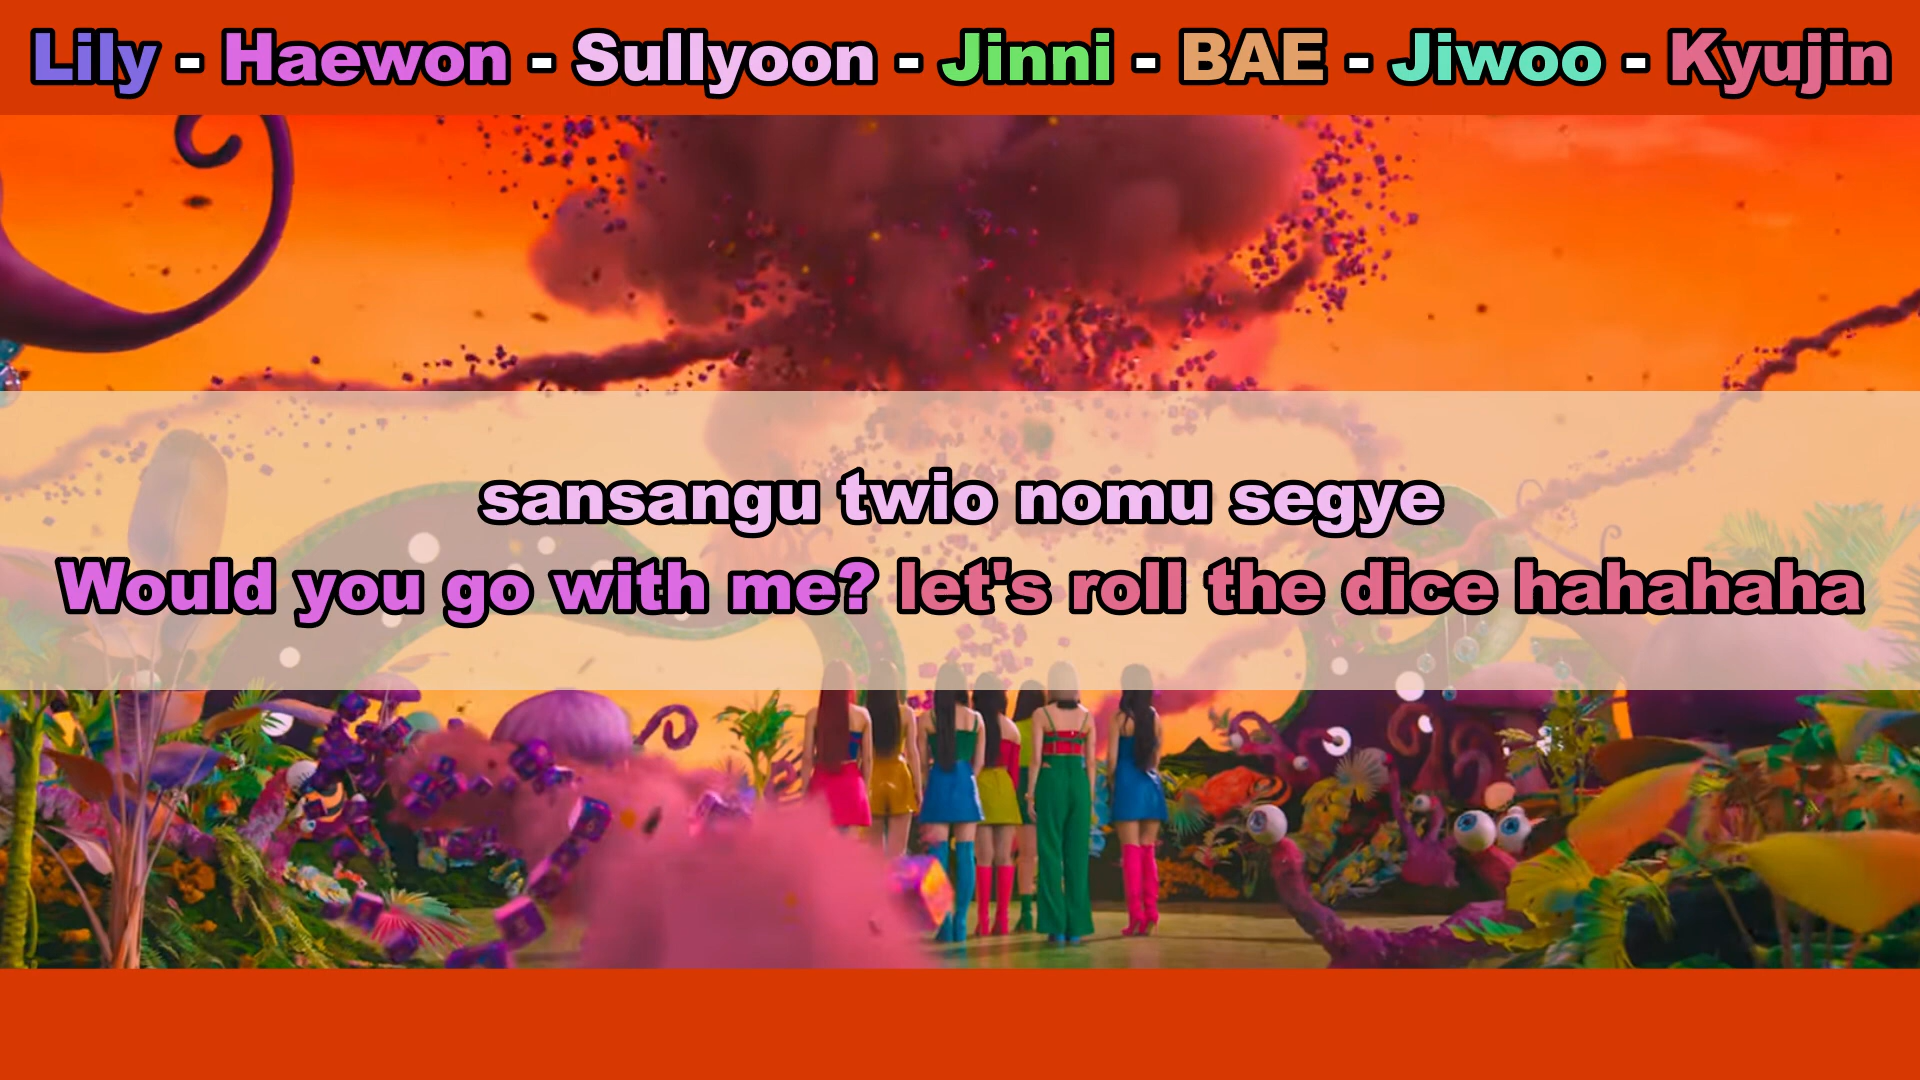 Lily - Haewon - Sullyoon - Jinni - BAE - Jiwoo - Kyujin
sansangu twio nomu segye
Would you go with me? let's roll the dice hahahaha